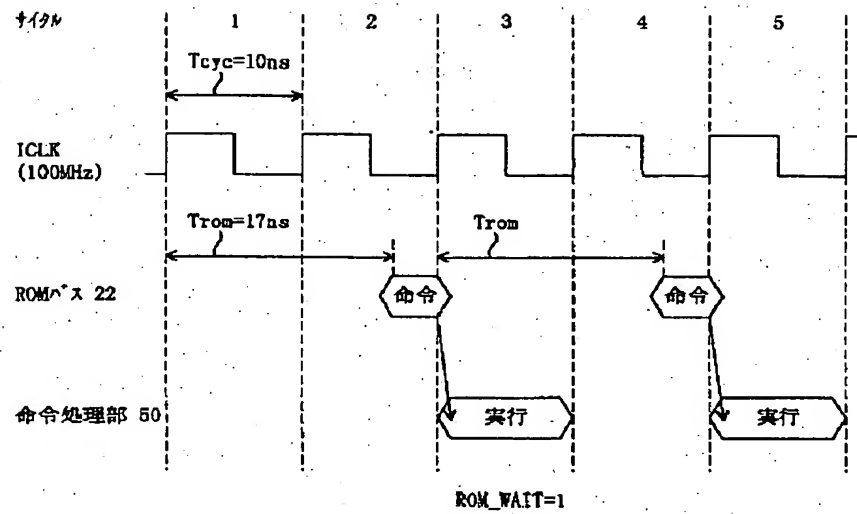 サイクル 1 2 3 4 5
Tcyc=10ns
ICLK
(100MHz)
Trom=17ns Trom
ROMバス 22 命令 命令
命令処理部 50 実行 実行
ROM_WAIT=1